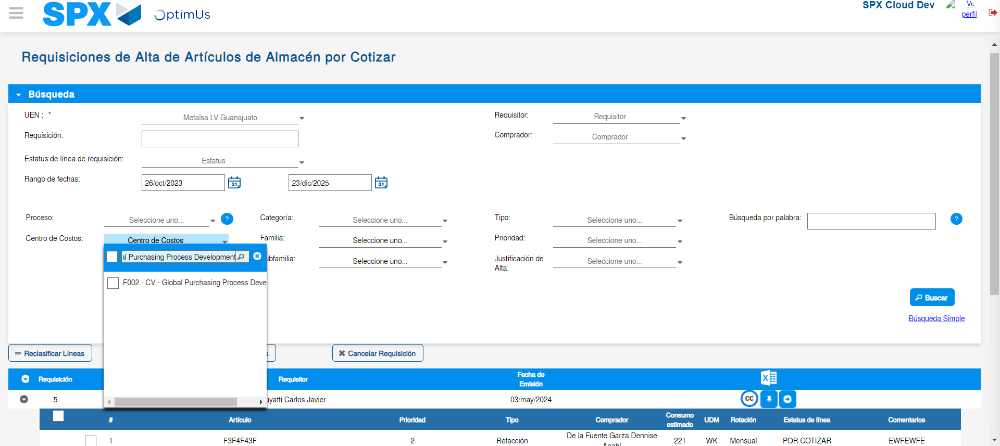 SPX OptimUs
SPX Cloud Dev
Ve
perfil
Requisiciones de Alta de Artículos de Almacén por Cotizar
Búsqueda
UEN : *
Metalsa LV Guanajuato
Requisitor:
Requisitor
Requisición:
Comprador:
Comprador
Estatus de línea de requisición:
Estatus
Rango de fechas:
26/oct/2023
31
23/dic/2025
31
Proceso:
Seleccione uno...
?
Categoría:
Seleccione uno...
Tipo:
Seleccione uno...
Búsqueda por palabra:
?
Centro de Costos:
Centro de Costos
Familia:
Seleccione uno...
Prioridad:
Seleccione uno...
al Purchasing Process Development
ubfamilia:
Seleccione uno...
Justificación de
Alta:
Seleccione uno...
F002 - CV - Global Purchasing Process Deve
Buscar
Búsqueda Simple
Reclasificar Líneas
s
Cancelar Requisición
Requisición
Requisitor
Fecha de
Emisión
X
5
uyatti Carlos Javier
03/may/2024
CC
#
Artículo
Prioridad
Tipo
Comprador
Consumo
estimado
UDM
Rotación
Estatus de línea
Comentarios
1
F3F4F43F
2
Refacción
De la Fuente Garza Dennise
Anahí
221
WK
Mensual
POR COTIZAR
EWFEWFE